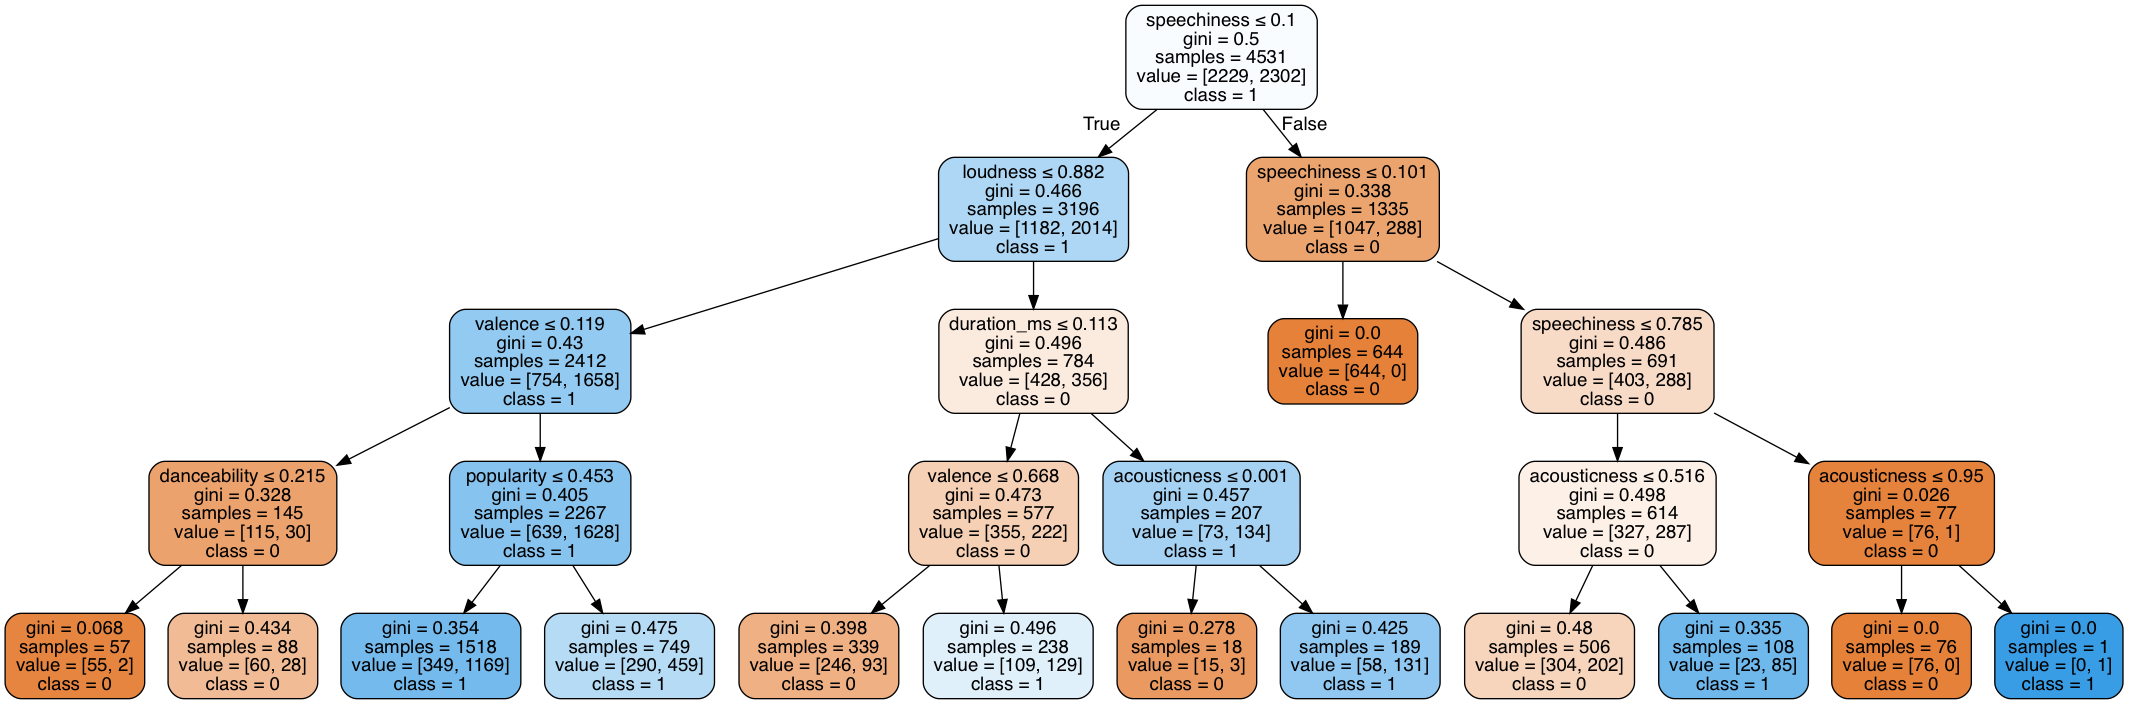 speechiness ≤ 0.1
gini = 0.5
samples = 4531
value = [2229, 2302]
class = 1
True
False
loudness ≤ 0.882
gini = 0.466
samples = 3196
value = [1182, 2014]
class = 1
speechiness ≤ 0.101
gini = 0.338
samples = 1335
value = [1047, 288]
class = 0
valence ≤ 0.119
gini = 0.43
samples = 2412
value = [754, 1658]
class = 1
duration_ms ≤ 0.113
gini = 0.496
samples = 784
value = [428, 356]
class = 0
gini = 0.0
samples = 644
value = [644, 0]
class = 0
speechiness ≤ 0.785
gini = 0.486
samples = 691
value = [403, 288]
class = 0
danceability ≤ 0.215
gini = 0.328
samples = 145
value = [115, 30]
class = 0
popularity ≤ 0.453
gini = 0.405
samples = 2267
value = [639, 1628]
class = 1
valence ≤ 0.668
gini = 0.473
samples = 577
value = [355, 222]
class = 0
acousticness ≤ 0.001
gini = 0.457
samples = 207
value = [73, 134]
class = 1
acousticness ≤ 0.516
gini = 0.498
samples = 614
value = [327, 287]
class = 0
acousticness ≤ 0.95
gini = 0.026
samples = 77
value = [76, 1]
class = 0
gini = 0.068
samples = 57
value = [55, 2]
class = 0
gini = 0.434
samples = 88
value = [60, 28]
class = 0
gini = 0.354
samples = 1518
value = [349, 1169]
class = 1
gini = 0.475
samples = 749
value = [290, 459]
class = 1
gini = 0.398
samples = 339
value = [246, 93]
class = 0
gini = 0.496
samples = 238
value = [109, 129]
class = 1
gini = 0.278
samples = 18
value = [15, 3]
class = 0
gini = 0.425
samples = 189
value = [58, 131]
class = 1
gini = 0.48
samples = 506
value = [304, 202]
class = 0
gini = 0.335
samples = 108
value = [23, 85]
class = 1
gini = 0.0
samples = 76
value = [76, 0]
class = 0
gini = 0.0
samples = 1
value = [0, 1]
class = 1